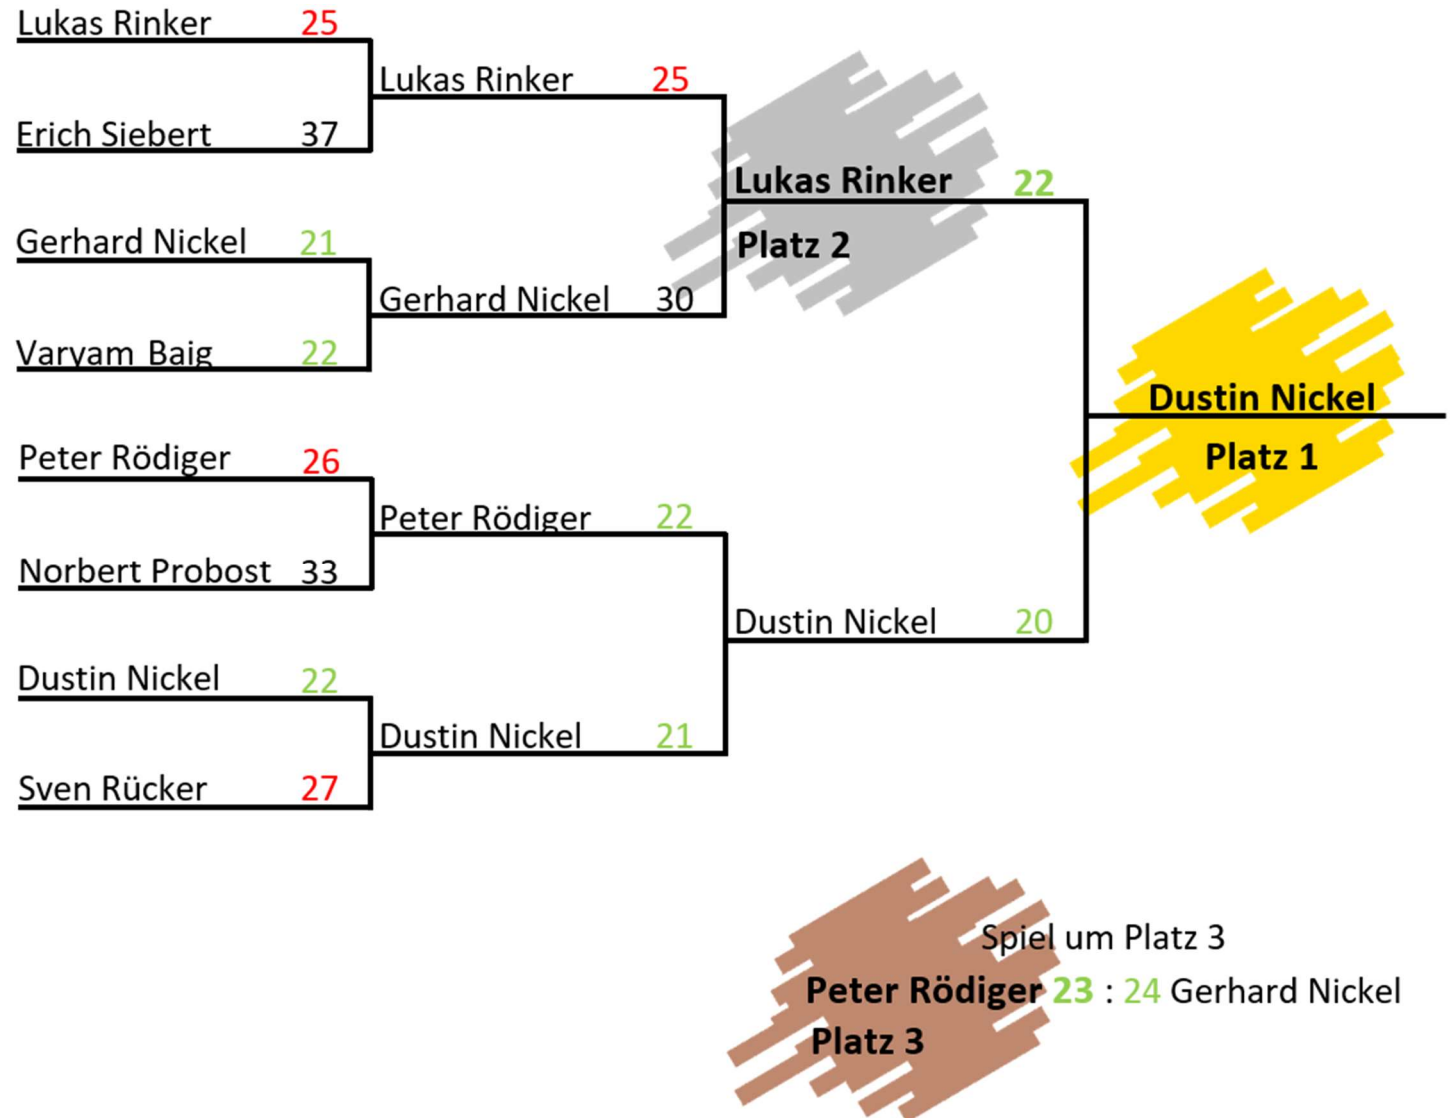 Lukas Rinker 25
Erich Siebert 37
Gerhard Nickel 21
Varyam Baig 22
Peter Rödiger 26
Norbert Probost 33
Dustin Nickel 22
Sven Rücker 27
Lukas Rinker 25
Gerhard Nickel 30
Peter Rödiger 22
Dustin Nickel 21
Lukas Rinker 22
Platz 2
Dustin Nickel 20
Dustin Nickel
Platz 1
Spiel um Platz 3
Peter Rödiger 23 : 24 Gerhard Nickel
Platz 3